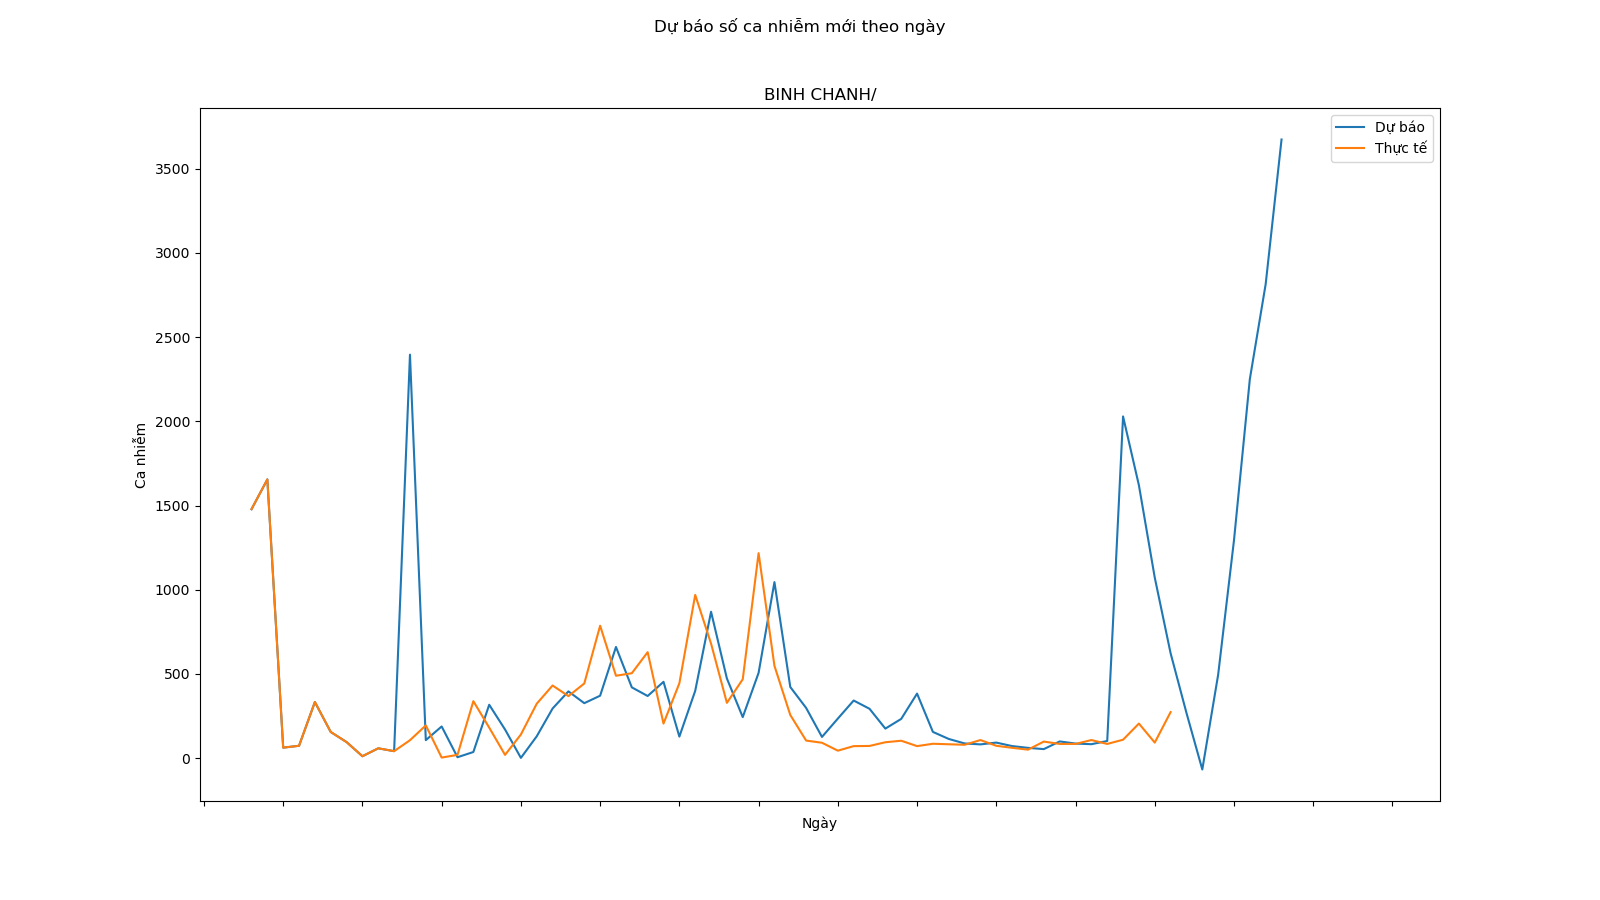 Dự báo số ca nhiễm mới theo ngày
BINH CHANH/
Dự báo
Thực tế
3500
3000
2500
2000
1500
1000
500
0
Ca nhiễm
Ngày